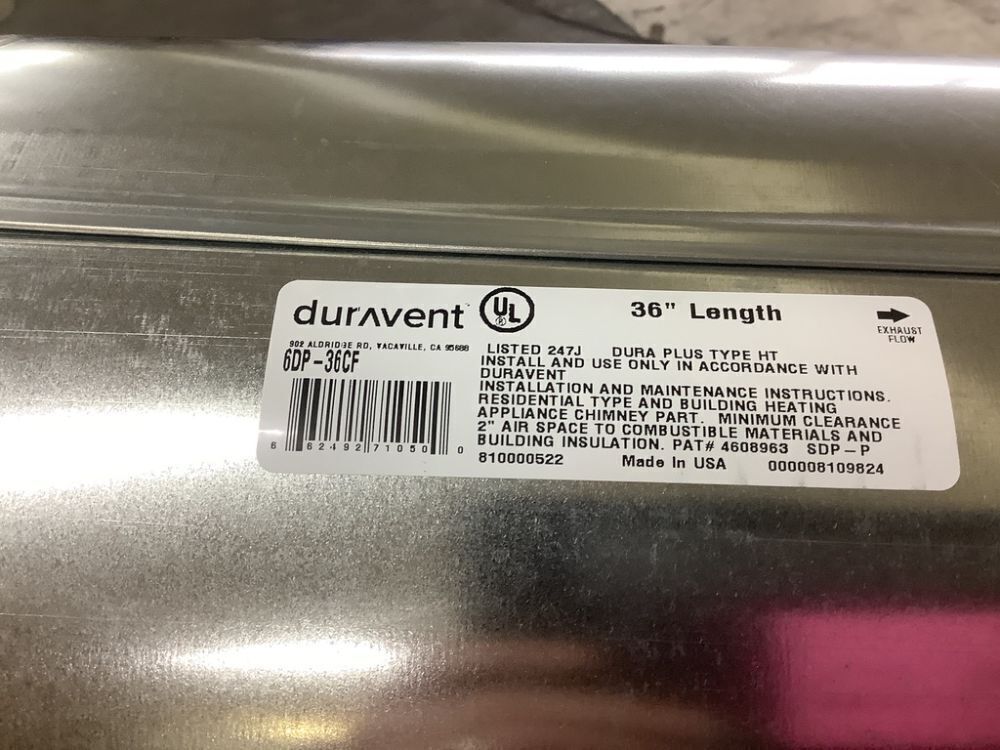 duravent
UL
36" Length
EXHAUST
FLOW
902 ALDRIDGE RD, VACAVILLE, CA 95688
6DP-36CF
6 62492 71050 0
LISTED 247J DURA PLUS TYPE HT
INSTALL AND USE ONLY IN ACCORDANCE WITH
DURAVENT
INSTALLATION AND MAINTENANCE INSTRUCTIONS.
RESIDENTIAL TYPE AND BUILDING HEATING
APPLIANCE CHIMNEY PART. MINIMUM CLEARANCE
2" AIR SPACE TO COMBUSTIBLE MATERIALS AND
BUILDING INSULATION. PAT# 4608963 SDP-P
810000522 Made In USA 000008109824